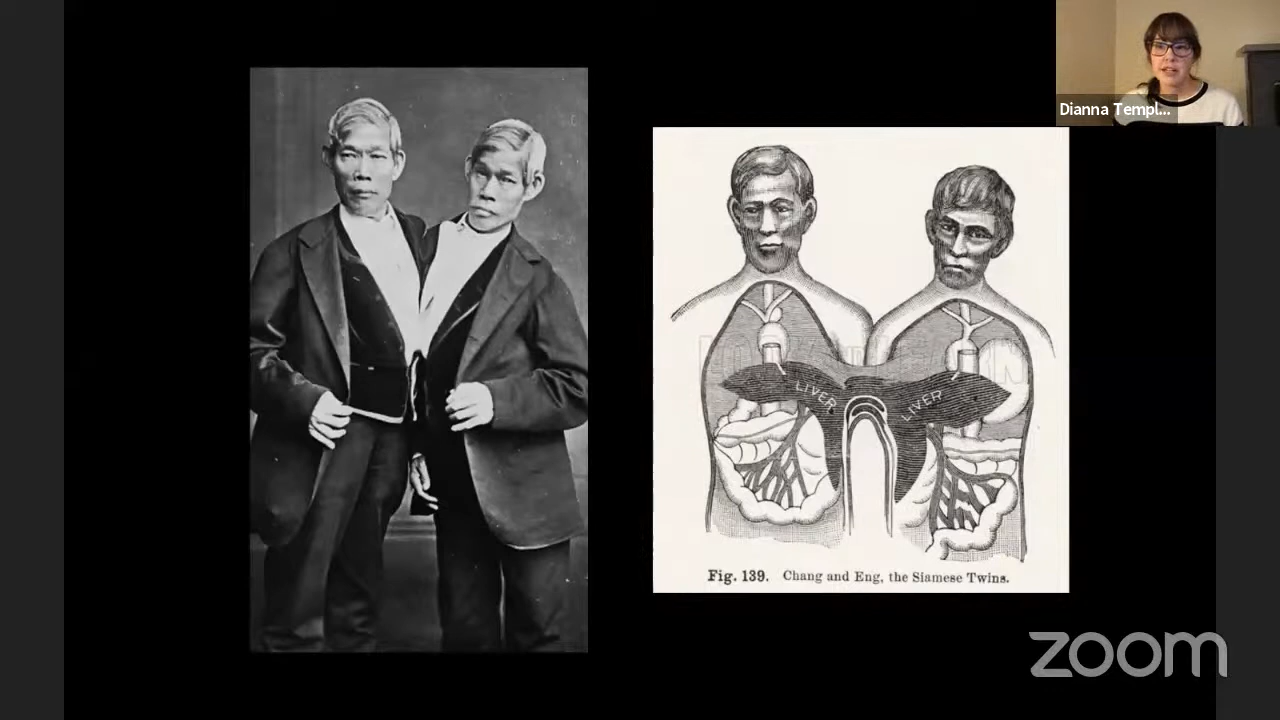 Dianna Templ...
LIVER
LIVER
Fig. 139. Chang and Eng, the Siamese Twins.
zoom